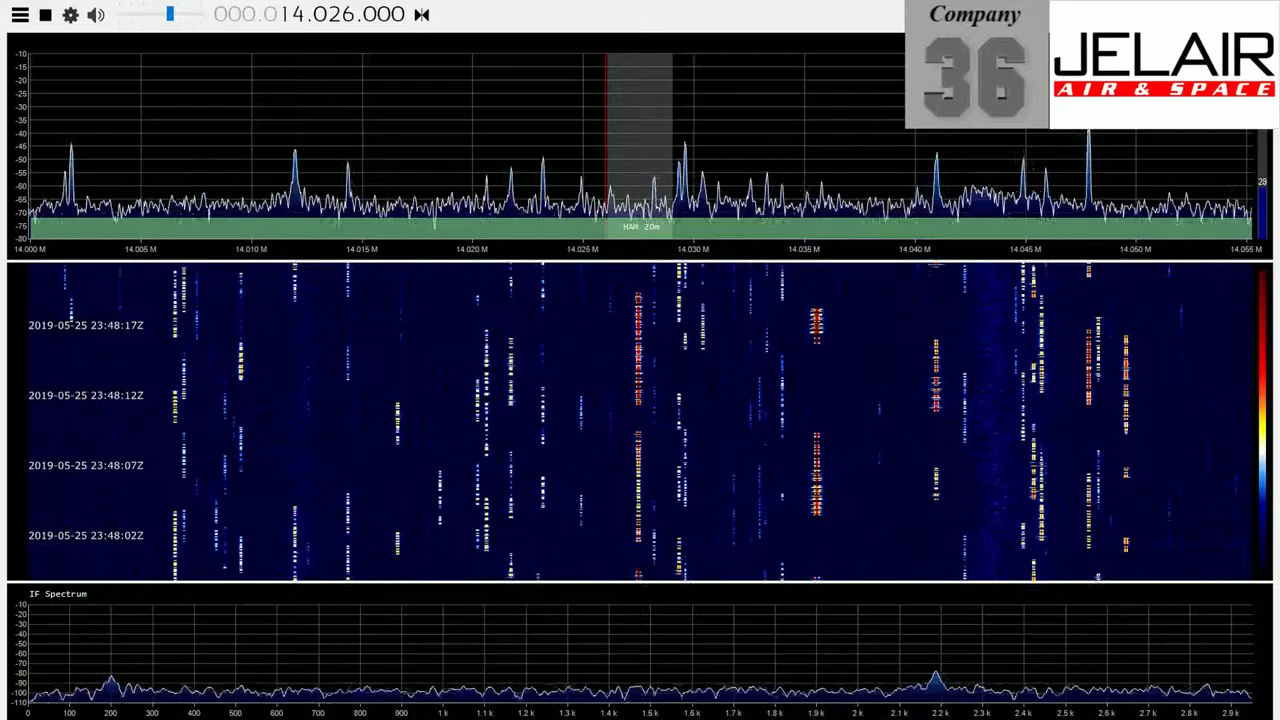 000.014.026.000
Company
36
JELAIR
AIR & SPACE
-10
-15
-20
-25
-30
-35
-40
-45
-50
-55
-60
-65
-70
-75
-80
29
HAM 20m
14.000 M 14.005 M 14.010 M 14.015 M 14.020 M 14.025 M 14.030 M 14.035 M 14.040 M 14.045 M 14.050 M 14.055 M
2019-05-25 23:48:17Z
2019-05-25 23:48:12Z
2019-05-25 23:48:07Z
2019-05-25 23:48:02Z
IF Spectrum
-10
-20
-30
-40
-50
-60
-70
-80
-90
-100
-110
0 100 200 300 400 500 600 700 800 900 1 k 1.1 k 1.2 k 1.3 k 1.4 k 1.5 k 1.6 k 1.7 k 1.8 k 1.9 k 2 k 2.1 k 2.2 k 2.3 k 2.4 k 2.5 k 2.6 k 2.7 k 2.8 k 2.9 k